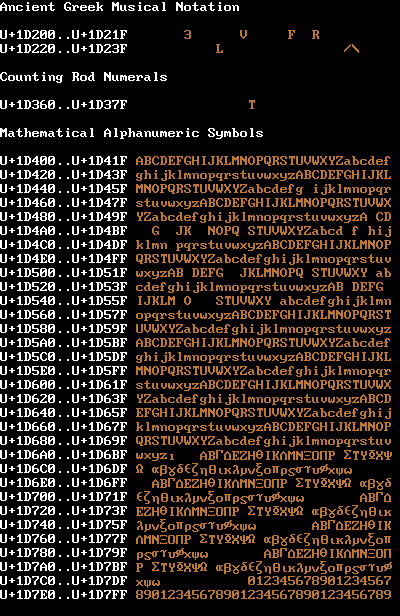 Ancient Greek Musical Notation
U+1D200..U+1D21F 3 V F R
U+1D220..U+1D23F L /\
Counting Rod Numerals
U+1D360..U+1D37F T
Mathematical Alphanumeric Symbols
U+1D400..U+1D41F ABCDEFGHIJKLMNOPQRSTUVWXYZabcdef
U+1D420..U+1D43F ghijklmnopqrstuvwxyzABCDEFGHIJKL
U+1D440..U+1D45F MNOPQRSTUVWXYZabcdefg ijklmnopqr
U+1D460..U+1D47F stuvwxyzABCDEFGHIJKLMNOPQRSTUVWX
U+1D480..U+1D49F YZabcdefghijklmnopqrstuvwxyzA CD
U+1D4A0..U+1D4BF   G  JK  NOPQ STUVWXYZabcd f hij
U+1D4C0..U+1D4DF klmn pqrstuvwxyzABCDEFGHIJKLMNOP
U+1D4E0..U+1D4FF QRSTUVWXYZabcdefghijklmnopqrstuv
U+1D500..U+1D51F wxyzAB DEFG  JKLMNOPQ STUVWXY ab
U+1D520..U+1D53F cdefghijklmnopqrstuvwxyzAB DEFG
U+1D540..U+1D55F IJKLM O   STUVWXY abcdefghijklmn
U+1D560..U+1D57F opqrstuvwxyzABCDEFGHIJKLMNOPQRST
U+1D580..U+1D59F UVWXYZabcdefghijklmnopqrstuvwxyz
U+1D5A0..U+1D5BF ABCDEFGHIJKLMNOPQRSTUVWXYZabcdef
U+1D5C0..U+1D5DF ghijklmnopqrstuvwxyzABCDEFGHIJKL
U+1D5E0..U+1D5FF MNOPQRSTUVWXYZabcdefghijklmnopqr
U+1D600..U+1D61F stuvwxyzABCDEFGHIJKLMNOPQRSTUVWX
U+1D620..U+1D63F YZabcdefghijklmnopqrstuvwxyzABCD
U+1D640..U+1D65F EFGHIJKLMNOPQRSTUVWXYZabcdefghij
U+1D660..U+1D67F klmnopqrstuvwxyzABCDEFGHIJKLMNOP
U+1D680..U+1D69F QRSTUVWXYZabcdefghijklmnopqrstuv
U+1D6A0..U+1D6BF wxyzı   ΑΒΓΔΕΖΗΘΙΚΛΜΝΞΟΠΡ ΣΤΥΦΧΨ
U+1D6C0..U+1D6DF Ω αβγδεζηθικλμνξοπρςστυφχψω
U+1D6E0..U+1D6FF   ΑΒΓΔΕΖΗΘΙΚΛΜΝΞΟΠΡ ΣΤΥΦΧΨΩ αβγδ
U+1D700..U+1D71F εζηθικλμνξοπρςστυφχψω       ΑΒΓΔ
U+1D720..U+1D73F ΕΖΗΘΙΚΛΜΝΞΟΠΡ ΣΤΥΦΧΨΩ αβγδεζηθικ
U+1D740..U+1D75F λμνξοπρςστυφχψω       ΑΒΓΔΕΖΗΘΙΚ
U+1D760..U+1D77F ΛΜΝΞΟΠΡ ΣΤΥΦΧΨΩ αβγδεζηθικλμνξοπ
U+1D780..U+1D79F ρςστυφχψω       ΑΒΓΔΕΖΗΘΙΚΛΜΝΞΟΠ
U+1D7A0..U+1D7BF Ρ ΣΤΥΦΧΨΩ αβγδεζηθικλμνξοπρςστυφ
U+1D7C0..U+1D7DF χψω           012345678901234567
U+1D7E0..U+1D7FF 89012345678901234567890123456789